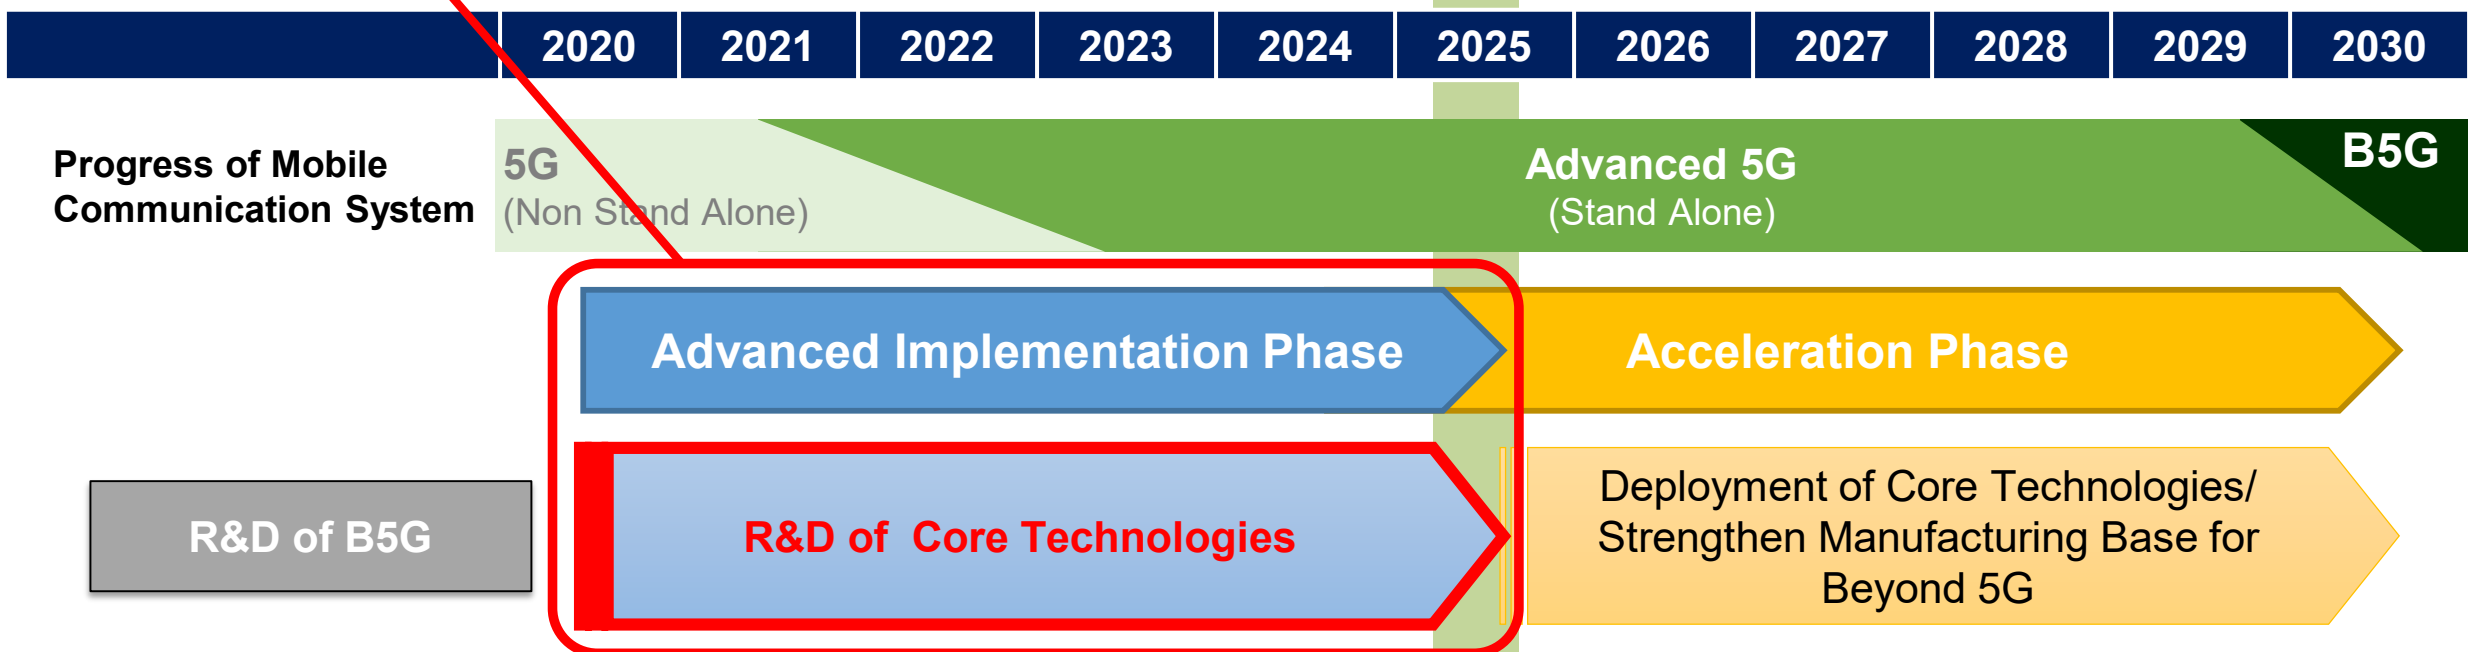 2020 2021 2022 2023 2024 2025 2026 2027 2028 2029 2030
Progress of Mobile
Communication System
5G
(Non Stand Alone)
Advanced 5G
(Stand Alone)
B5G
Advanced Implementation Phase
Acceleration Phase
R&D of B5G
R&D of  Core Technologies
Deployment of Core Technologies/
Strengthen Manufacturing Base for
Beyond 5G